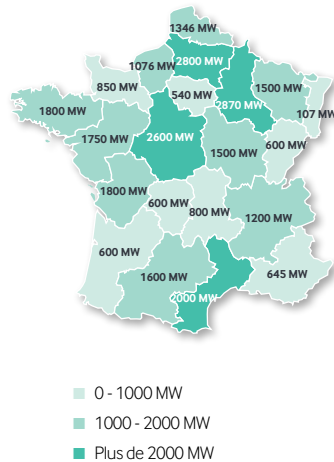 1346 MW
1076 MW
2800 MW
850 MW
540 MW
2870 MW
1500 MW
107 MW
1800 MW
1750 MW
2600 MW
1500 MW
600 MW
1800 MW
600 MW
800 MW
1200 MW
600 MW
1600 MW
2000 MW
645 MW
0 - 1000 MW
1000 - 2000 MW
Plus de 2000 MW